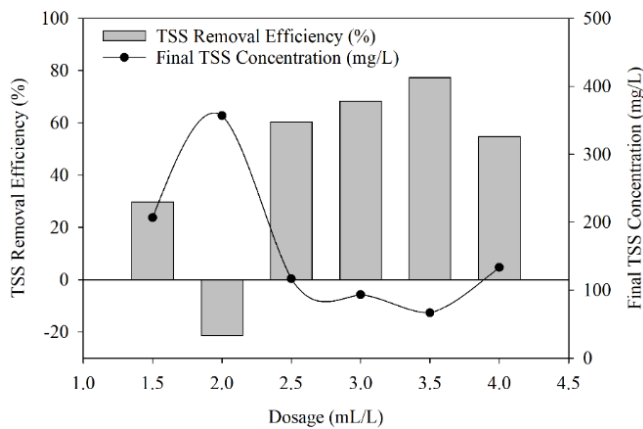 TSS Removal Efficiency (%)
Final TSS Concentration (mg/L)
TSS Removal Efficiency (%)
100
80
60
40
20
0
-20
500
400
300
200
100
0
Final TSS Concentration (mg/L)
1.0 1.5 2.0 2.5 3.0 3.5 4.0 4.5
Dosage (mL/L)